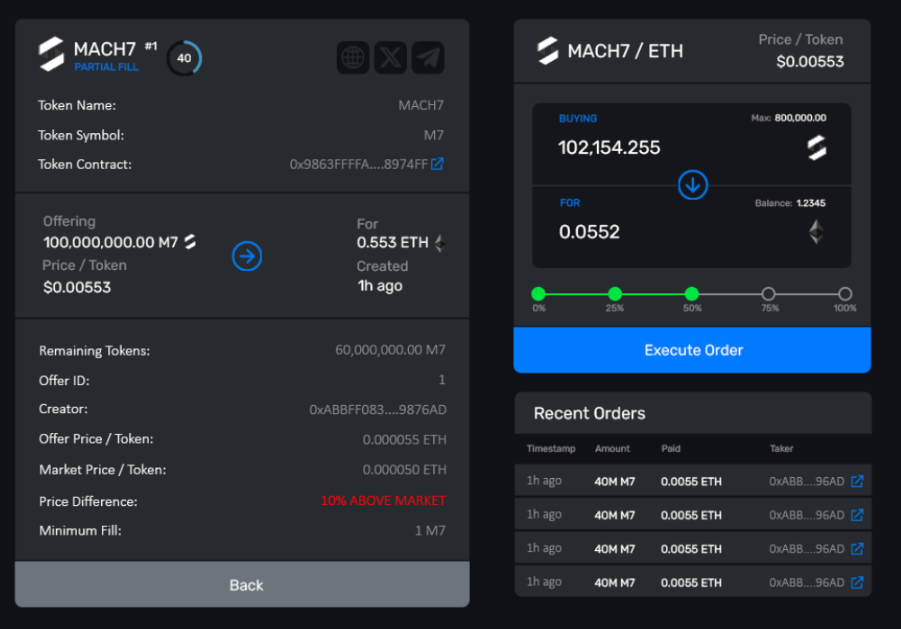 MACH7 #1
PARTIAL FILL
40
Token Name: MACH7
Token Symbol: M7
Token Contract: 0x9863FFFFA....8974FF
Offering
100,000,000.00 M7
Price / Token
$0.00553
For
0.553 ETH
Created
1h ago
Remaining Tokens: 60,000,000.00 M7
Offer ID: 1
Creator: 0xABBFF083....9876AD
Offer Price / Token: 0.000055 ETH
Market Price / Token: 0.000050 ETH
Price Difference: 10% ABOVE MARKET
Minimum Fill: 1 M7
Back
MACH7 / ETH
Price / Token
$0.00553
BUYING Max: 800,000.00
102,154.255
FOR Balance: 1.2345
0.0552
0% 25% 50% 75% 100%
Execute Order
Recent Orders
Timestamp Amount Paid Taker
1h ago 40M M7 0.0055 ETH 0xABB....96AD
1h ago 40M M7 0.0055 ETH 0xABB....96AD
1h ago 40M M7 0.0055 ETH 0xABB....96AD
1h ago 40M M7 0.0055 ETH 0xABB....96AD